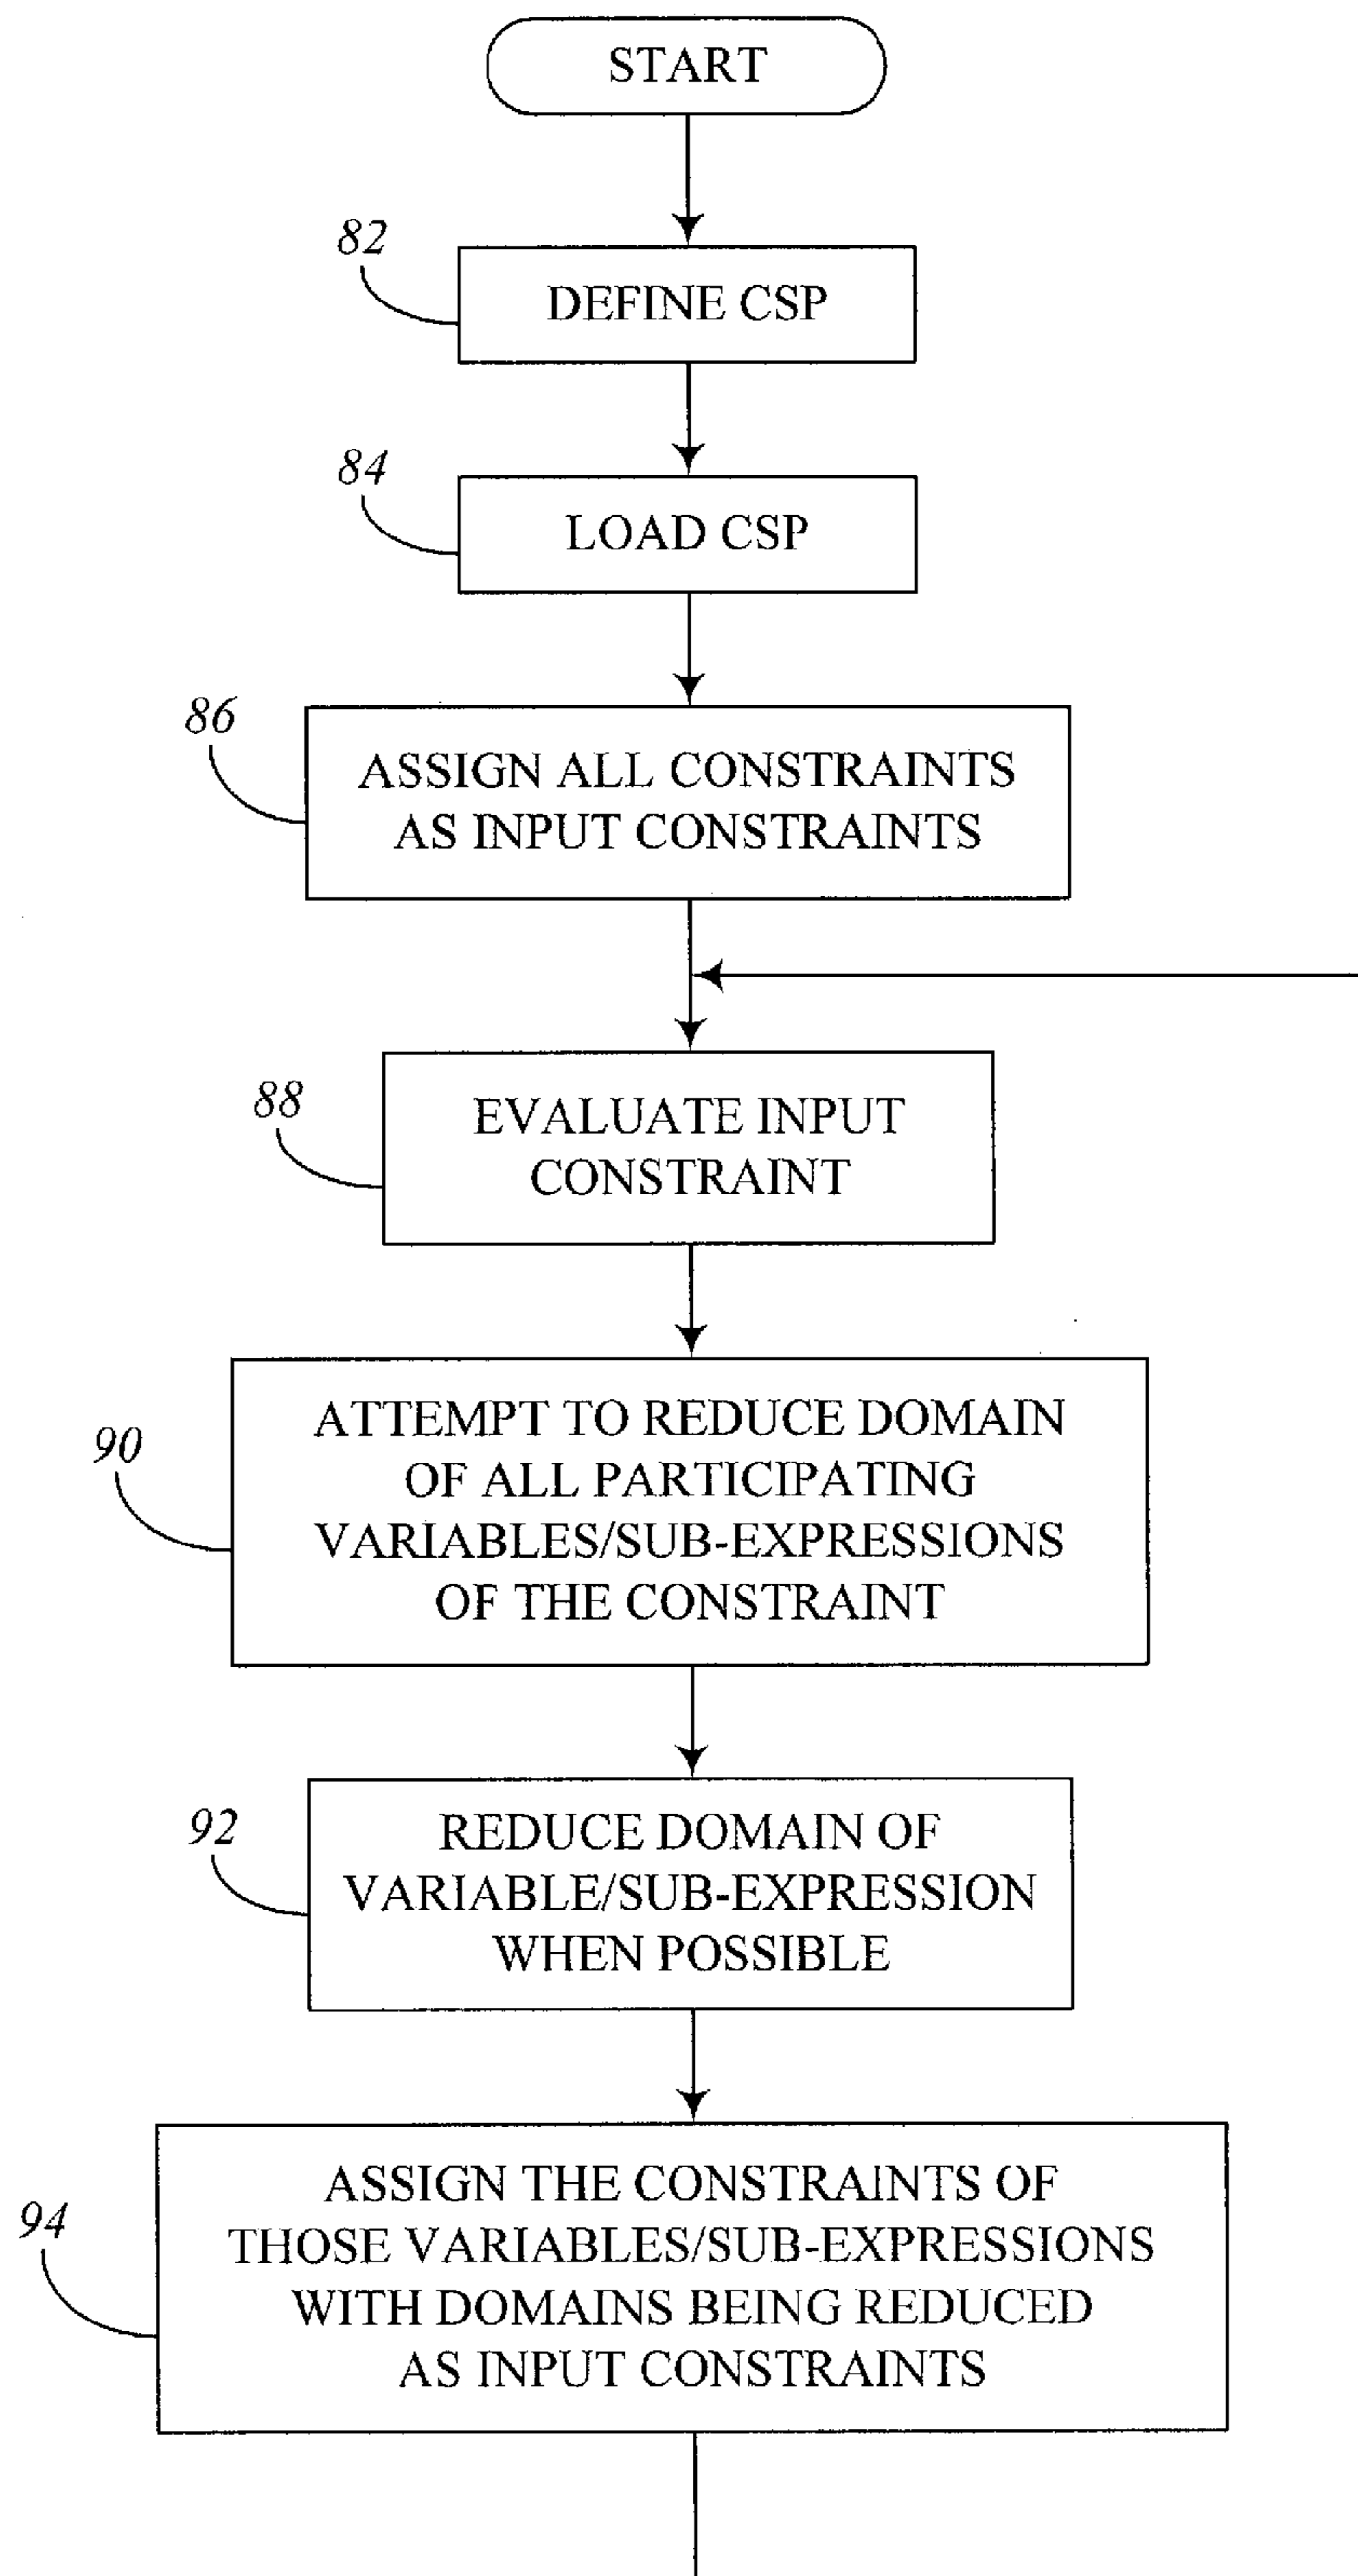 START
82
DEFINE CSP
84
LOAD CSP
86
ASSIGN ALL CONSTRAINTS
AS INPUT CONSTRAINTS
88
EVALUATE INPUT
CONSTRAINT
90
ATTEMPT TO REDUCE DOMAIN
OF ALL PARTICIPATING
VARIABLES/SUB-EXPRESSIONS
OF THE CONSTRAINT
92
REDUCE DOMAIN OF
VARIABLE/SUB-EXPRESSION
WHEN POSSIBLE
94
ASSIGN THE CONSTRAINTS OF
THOSE VARIABLES/SUB-EXPRESSIONS
WITH DOMAINS BEING REDUCED
AS INPUT CONSTRAINTS